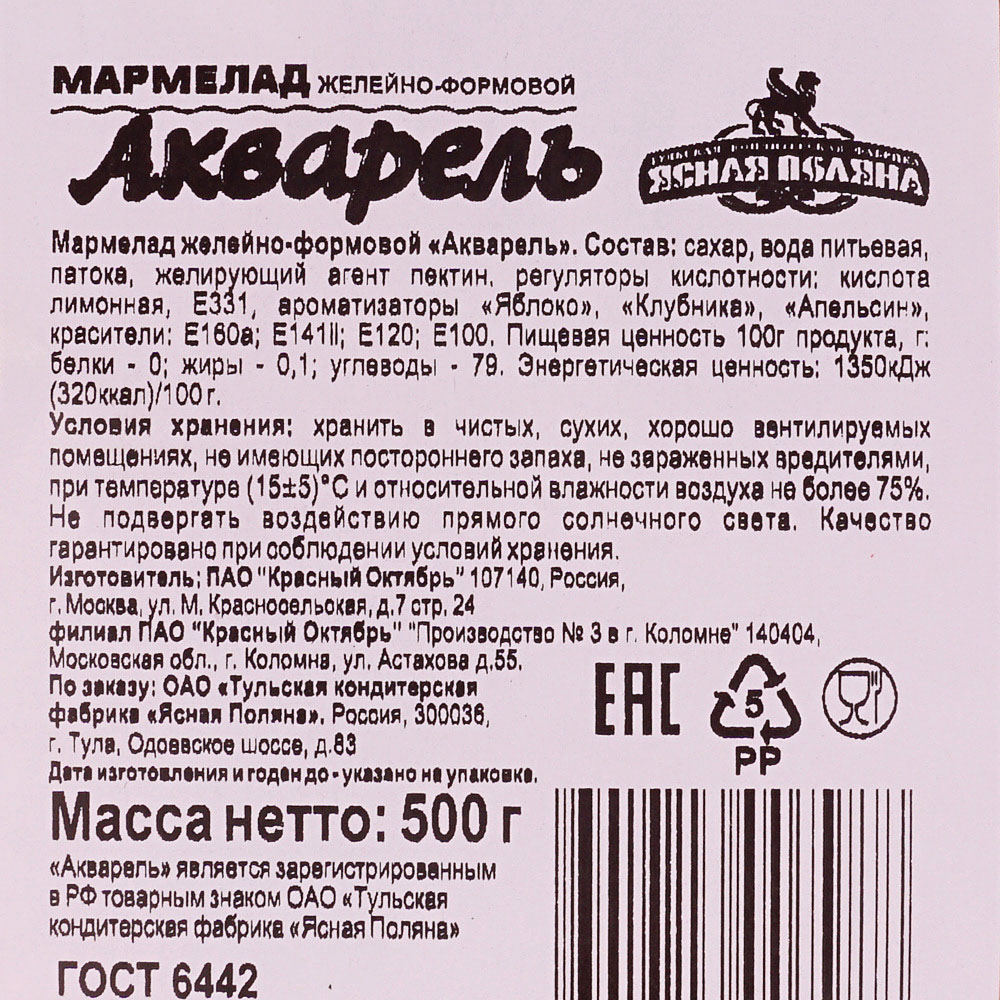 МАРМЕЛАД ЖЕЛЕЙНО-ФОРМОВОЙ
Акварель
ТУЛЬСКАЯ КОНДИТЕРСКАЯ ФАБРИКА
ЯСНАЯ ПОЛЯНА
Мармелад желейно-формовой «Акварель». Состав: сахар, вода питьевая,
патока, желирующий агент пектин, регуляторы кислотности: кислота
лимонная, Е331, ароматизаторы «Яблоко», «Клубника», «Апельсин»,
красители: Е160а; Е141II; Е120; Е100. Пищевая ценность 100г продукта, г:
белки - 0; жиры - 0,1; углеводы - 79. Энергетическая ценность: 1350кДж
(320ккал)/100 г.
Условия хранения: хранить в чистых, сухих, хорошо вентилируемых
помещениях, не имеющих постороннего запаха, не зараженных вредителями,
при температуре (15±5)°С и относительной влажности воздуха не более 75%.
Не подвергать воздействию прямого солнечного света. Качество
гарантировано при соблюдении условий хранения.
Изготовитель: ПАО "Красный Октябрь" 107140, Россия,
г. Москва, ул. М. Красносельская, д.7 стр. 24
филиал ПАО "Красный Октябрь" "Производство № 3 в г. Коломне" 140404,
Московская обл., г. Коломна, ул. Астахова д.55.
По заказу: ОАО «Тульская кондитерская
фабрика «Ясная Поляна». Россия, 300036,
г. Тула, Одоевское шоссе, д.83
Дата изготовления и годен до - указано на упаковке.
ЕАС
5
PP
Масса нетто: 500 г
«Акварель» является зарегистрированным
в РФ товарным знаком ОАО «Тульская
кондитерская фабрика «Ясная Поляна»
ГОСТ 6442